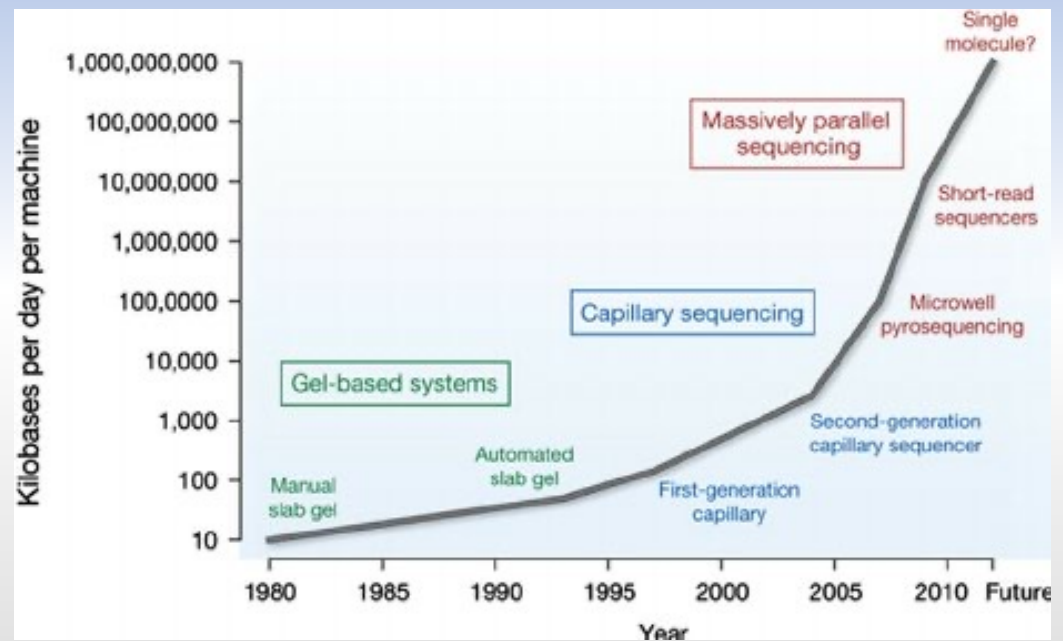 Single
molecule?
1,000,000,000
100,000,000
10,000,000
1,000,000
100,0000
10,000
1,000
100
10
Kilobases per day per machine
Massively parallel
sequencing
Short-read
sequencers
Capillary sequencing
Microwell
pyrosequencing
Gel-based systems
Second-generation
capillary sequencer
Automated
slab gel
Manual
slab gel
First-generation
capillary
1980 1985 1990 1995 2000 2005 2010 Future
Year